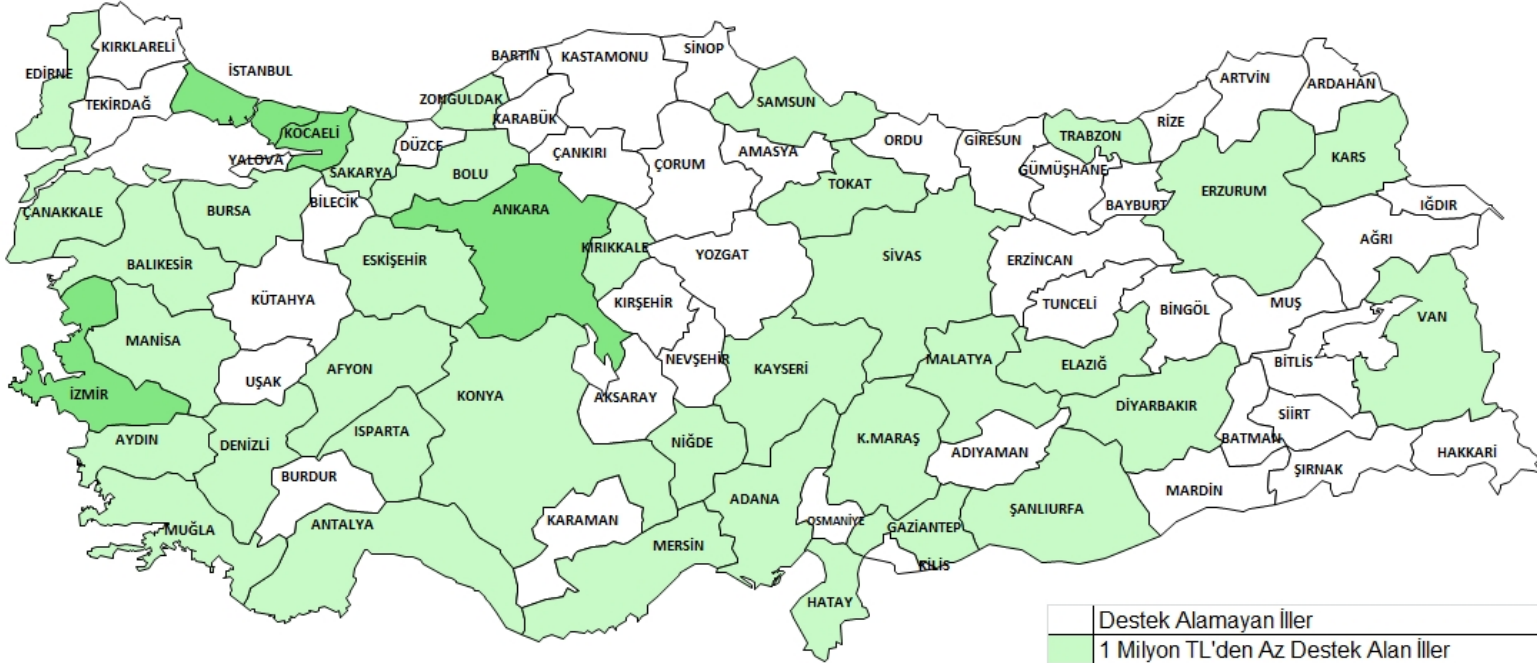 KIRKLARELİ
EDİRNE
İSTANBUL
TEKİRDAĞ
KOCAELİ
YALOVA
SAKARYA
DÜZCE
ZONGULDAK
BARTIN
KASTAMONU
SİNOP
KARABÜK
ÇANKIRI
ÇORUM
SAMSUN
AMASYA
ORDU
GİRESUN
TRABZON
RİZE
ARTVİN
ARDAHAN
KARS
GÜMÜŞHANE
BAYBURT
ERZURUM
IĞDIR
AĞRI
TOKAT
BOLU
ANKARA
BİLECİK
BURSA
ÇANAKKALE
BALIKESİR
ESKİŞEHİR
KIRIKKALE
YOZGAT
SİVAS
ERZİNCAN
TUNCELİ
BİNGÖL
MUŞ
VAN
BİTLİS
KÜTAHYA
KIRŞEHİR
MANİSA
UŞAK
AFYON
İZMİR
KONYA
NEVŞEHİR
AKSARAY
KAYSERİ
MALATYA
ELAZIĞ
DİYARBAKIR
SİİRT
BATMAN
ŞIRNAK
HAKKARİ
MARDİN
AYDIN
DENİZLİ
ISPARTA
BURDUR
NİĞDE
K.MARAŞ
ADIYAMAN
ŞANLIURFA
MUĞLA
ANTALYA
KARAMAN
MERSİN
ADANA
OSMANİYE
GAZİANTEP
KİLİS
HATAY
Destek Alamayan İller
1 Milyon TL'den Az Destek Alan İller